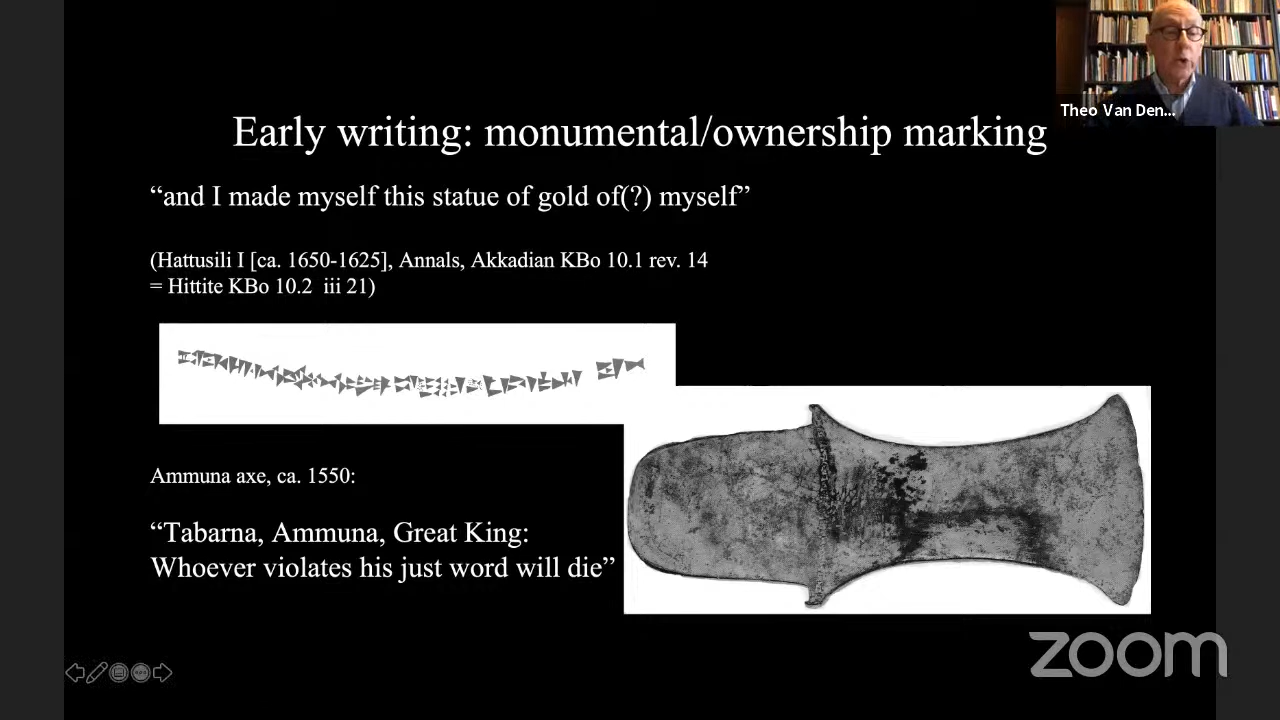 Theo Van Den...
Early writing: monumental/ownership marking
“and I made myself this statue of gold of(?) myself”
(Hattusili I [ca. 1650-1625], Annals, Akkadian KBo 10.1 rev. 14
= Hittite KBo 10.2 iii 21)
Ammuna axe, ca. 1550:
“Tabarna, Ammuna, Great King:
Whoever violates his just word will die”
zoom